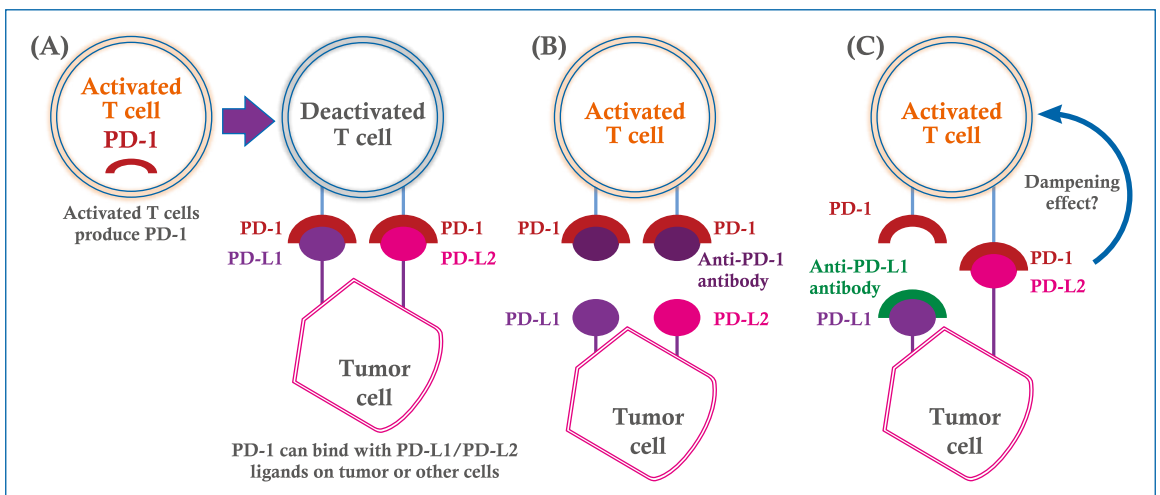 (A)
Activated
T cell
PD-1
Activated T cells
produce PD-1
Deactivated
T cell
PD-1
PD-1
PD-L1
PD-L2
Tumor
cell
PD-1 can bind with PD-L1/PD-L2
ligands on tumor or other cells
(B)
Activated
T cell
PD-1
PD-1
Anti-PD-1
antibody
PD-L1
PD-L2
Tumor
cell
(C)
Activated
T cell
Dampening
effect?
PD-1
PD-1
PD-L2
Anti-PD-L1
antibody
PD-L1
Tumor
cell